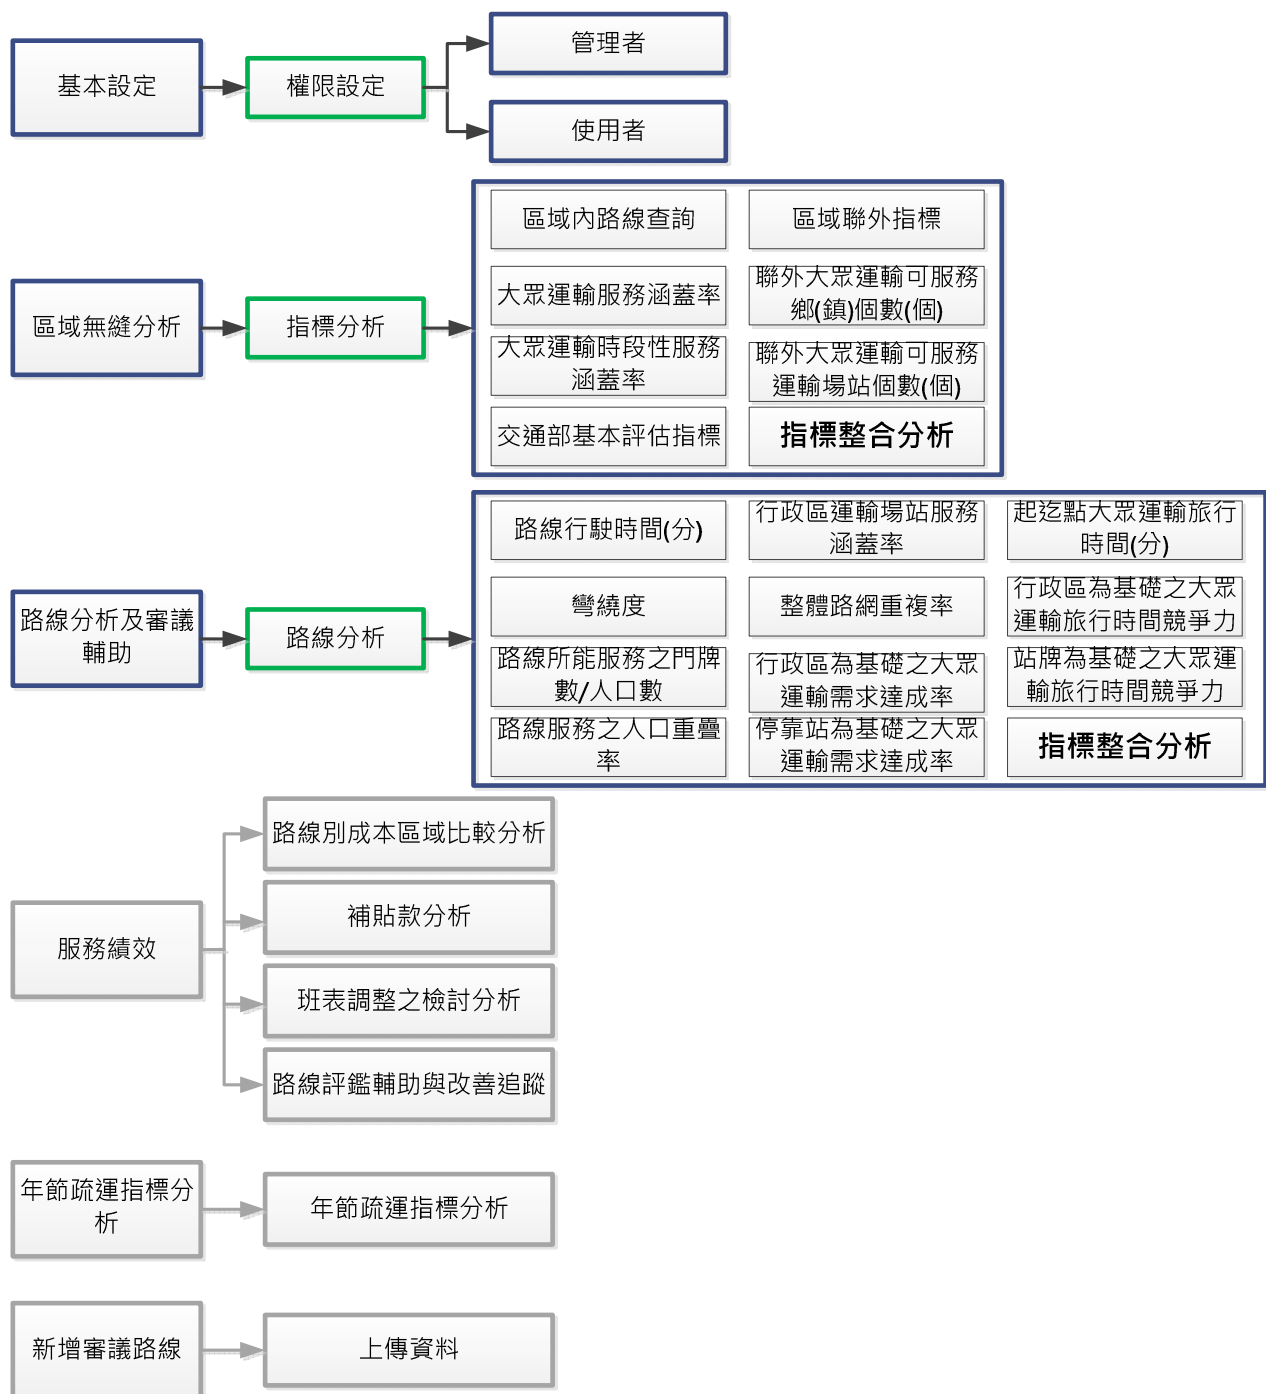 基本設定
權限設定
管理者
使用者
區域無縫分析
指標分析
區域內路線查詢
區域聯外指標
大眾運輸服務涵蓋率
聯外大眾運輸可服務
鄉(鎮)個數(個)
大眾運輸時段性服務
涵蓋率
聯外大眾運輸可服務
運輸場站個數(個)
交通部基本評估指標
指標整合分析
路線分析及審議
輔助
路線分析
路線行駛時間(分)
行政區運輸場站服務
涵蓋率
起迄點大眾運輸旅行
時間(分)
彎繞度
整體路網重複率
行政區為基礎之大眾
運輸旅行時間競爭力
路線所能服務之門牌
數/人口數
行政區為基礎之大眾
運輸需求達成率
站牌為基礎之大眾運
輸旅行時間競爭力
路線服務之人口重疊
率
停靠站為基礎之大眾
運輸需求達成率
指標整合分析
服務績效
路線別成本區域比較分析
補貼款分析
班表調整之檢討分析
路線評鑑輔助與改善追蹤
年節疏運指標分
析
年節疏運指標分析
新增審議路線
上傳資料